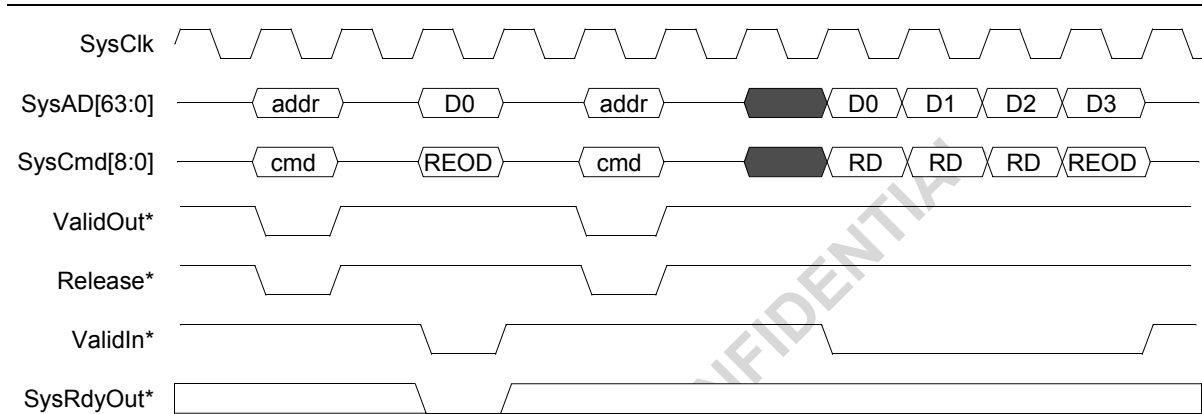 SysClk
SysAD[63:0] addr D0 addr D0 D1 D2 D3
SysCmd[8:0] cmd REOD cmd RD RD RD REOD
ValidOut*
Release*
ValidIn*
SysRdyOut*
NFIDENTIAL